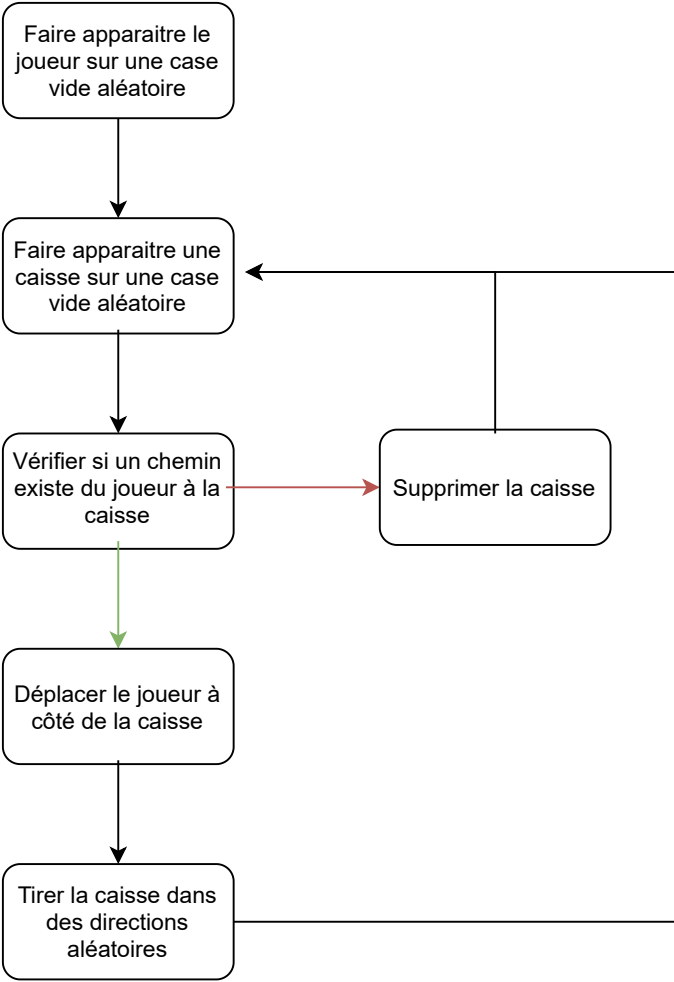 Faire apparaitre le
joueur sur une case
vide aléatoire
Faire apparaitre une
caisse sur une case
vide aléatoire
Vérifier si un chemin
existe du joueur à la
caisse
Supprimer la caisse
Déplacer le joueur à
côté de la caisse
Tirer la caisse dans
des directions
aléatoires